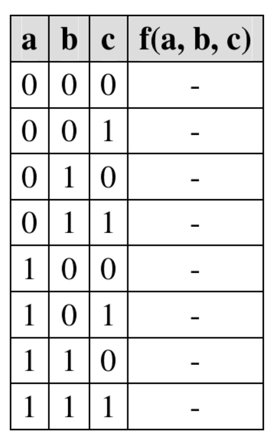 a b c f(a, b, c)
0 0 0 -
0 0 1 -
0 1 0 -
0 1 1 -
1 0 0 -
1 0 1 -
1 1 0 -
1 1 1 -